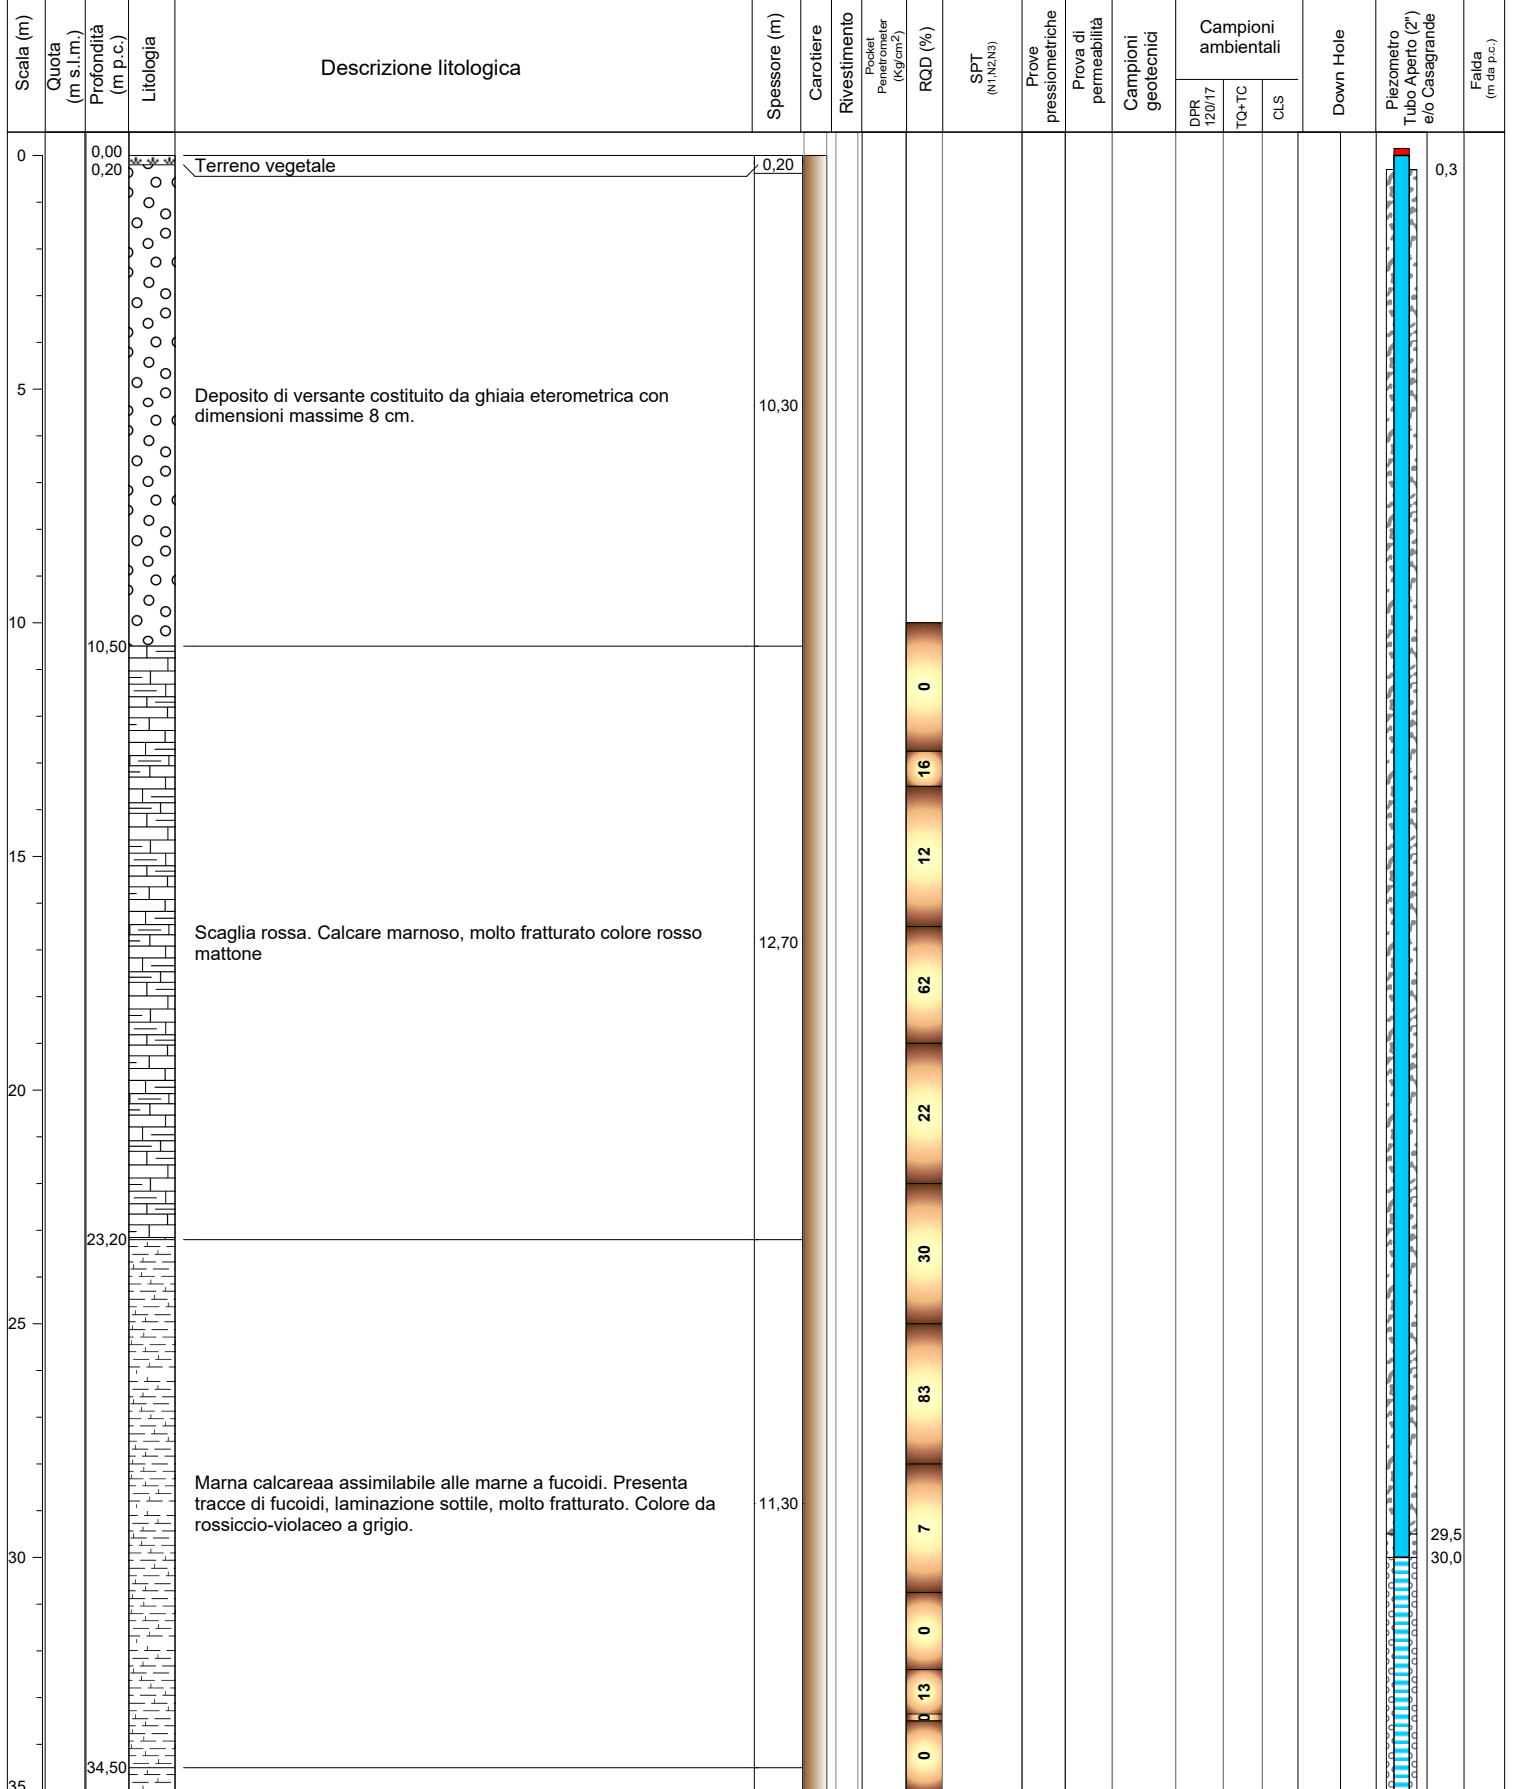 Scala (m)
Quota
(m s.l.m.)
Profondità
(m p.c.)
Litologia
Descrizione litologica
Spessore (m)
Carotiere
Rivestimento
Pocket
Penetrometer
(Kg/cm2)
RQD (%)
SPT
(N1,N2,N3)
Prove
pressiometriche
Prova di
permeabilità
Campioni
geotecnici
Campioni
ambientali
DPR
120/17
TQ+TC
CLS
Down Hole
Piezometro
Tubo Aperto (2")
e/o Casagrande
Falda
(m da p.c.)
0
0,00
0,20
Terreno vegetale
0,20
0,3
5
Deposito di versante costituito da ghiaia eterometrica con
dimensioni massime 8 cm.
10,30
10
10,50
0
16
15
12
Scaglia rossa. Calcare marnoso, molto fratturato colore rosso
mattone
12,70
62
20
22
23,20
30
25
83
Marna calcareaa assimilabile alle marne a fucoidi. Presenta
tracce di fucoidi, laminazione sottile, molto fratturato. Colore da
rossiccio-violaceo a grigio.
11,30
7
29,5
30
30,0
0
13
0
0
34,50
35